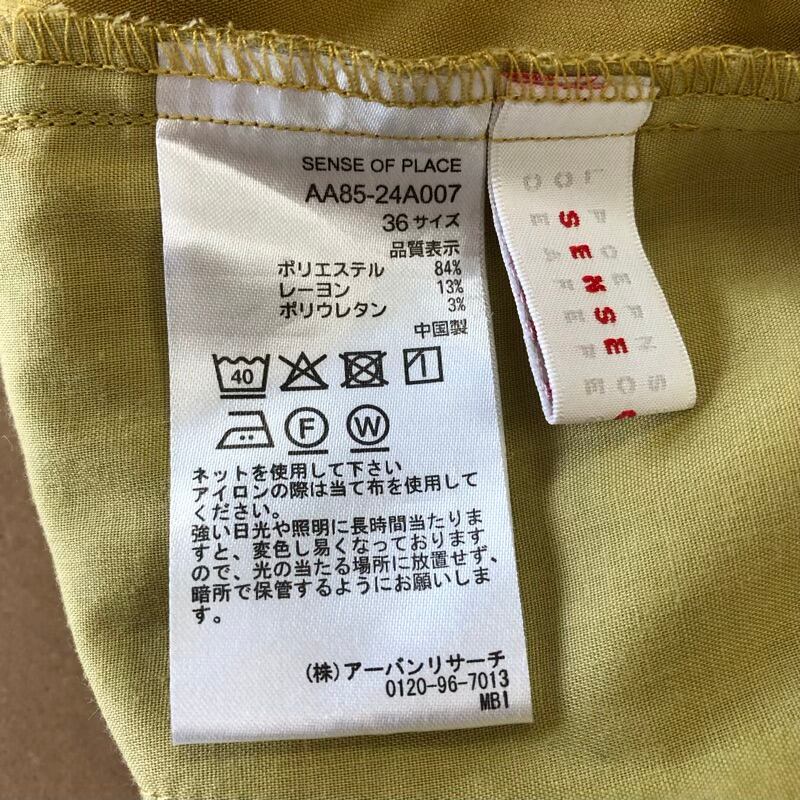 SENSE OF PLACE
AA85-24A007
36サイズ
品質表示
ポリエステル 84%
レーヨン 13%
ポリウレタン 3%
中国製
40
F
W
ネットを使用して下さい
アイロンの際は当て布を使用して
ください。
強い日光や照明に長時間当たりま
すと、変色し易くなっております
ので、光の当たる場所に放置せず、
暗所で保管するようにお願いしま
す。
(株)アーバンリサーチ
0120-96-7013
MBI
SENSE